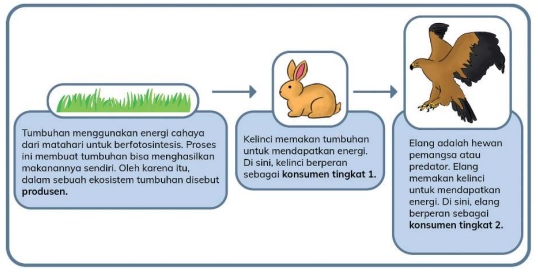 Tumbuhan menggunakan energi cahaya
dari matahari untuk berfotosintesis. Proses
ini membuat tumbuhan bisa menghasilkan
makanannya sendiri. Oleh karena itu,
dalam sebuah ekosistem tumbuhan disebut
produsen.
Kelinci memakan tumbuhan
untuk mendapatkan energi.
Di sini, kelinci berperan
sebagai konsumen tingkat 1.
Elang adalah hewan
pemangsa atau
predator. Elang
memakan kelinci
untuk mendapatkan
energi. Di sini, elang
berperan sebagai
konsumen tingkat 2.